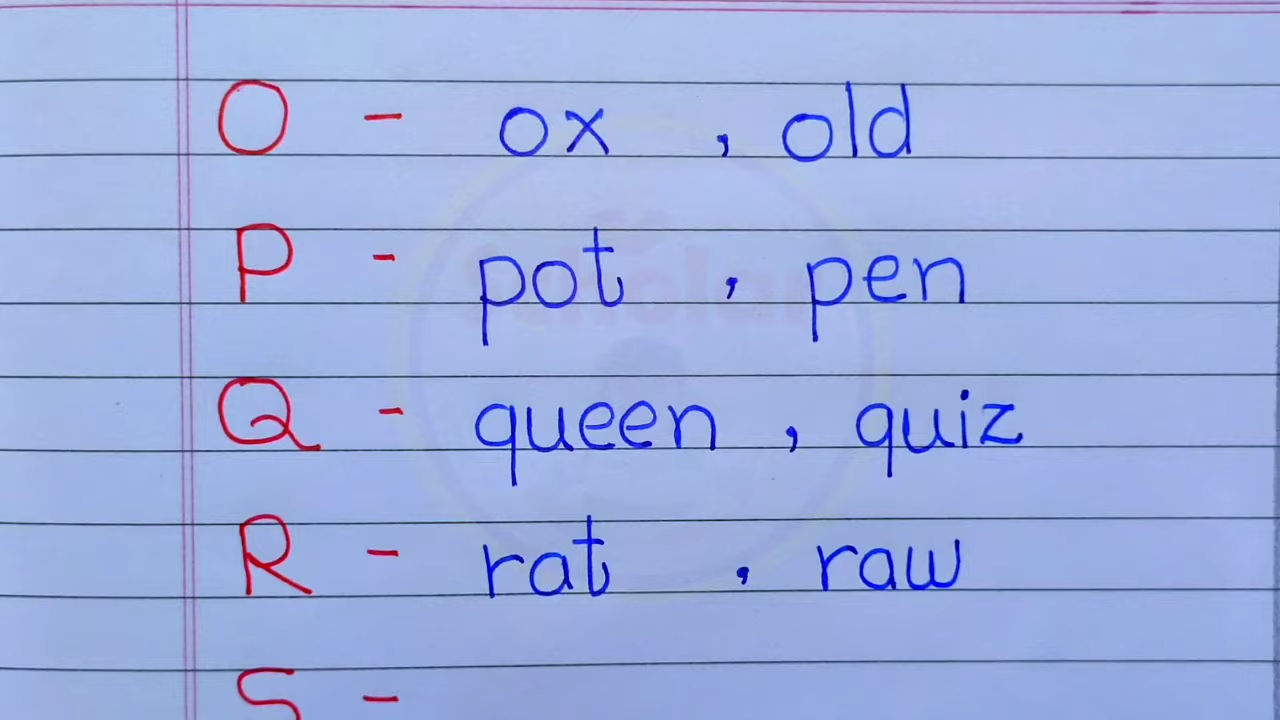 O - ox , old
P - pot , pen
Q - queen , quiz
R - rat , raw
S -